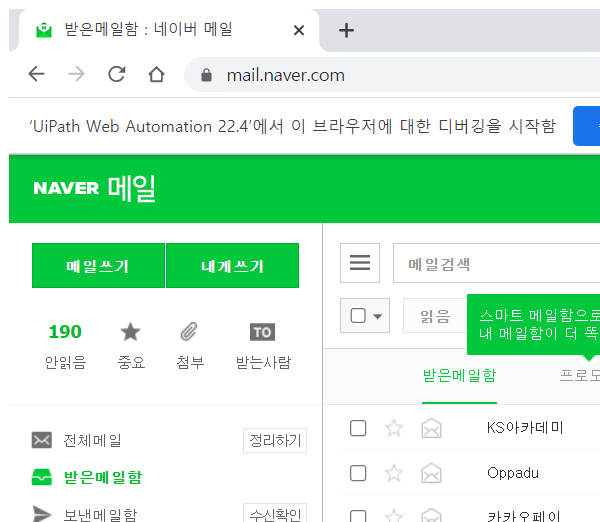 받은메일함 : 네이버 메일
mail.naver.com
'UiPath Web Automation 22.4'에서 이 브라우저에 대한 디버깅을 시작함
NAVER 메일
메일쓰기 내게쓰기
메일검색
190 TO
안읽음 중요 첨부 받는사람
읽음
스마트 메일함으로
내 메일함이 더 똑
받은메일함 프로모
전체메일 정리하기
KS아카데미
받은메일함
Oppadu
보낸메일함 수신확인
카카오페이